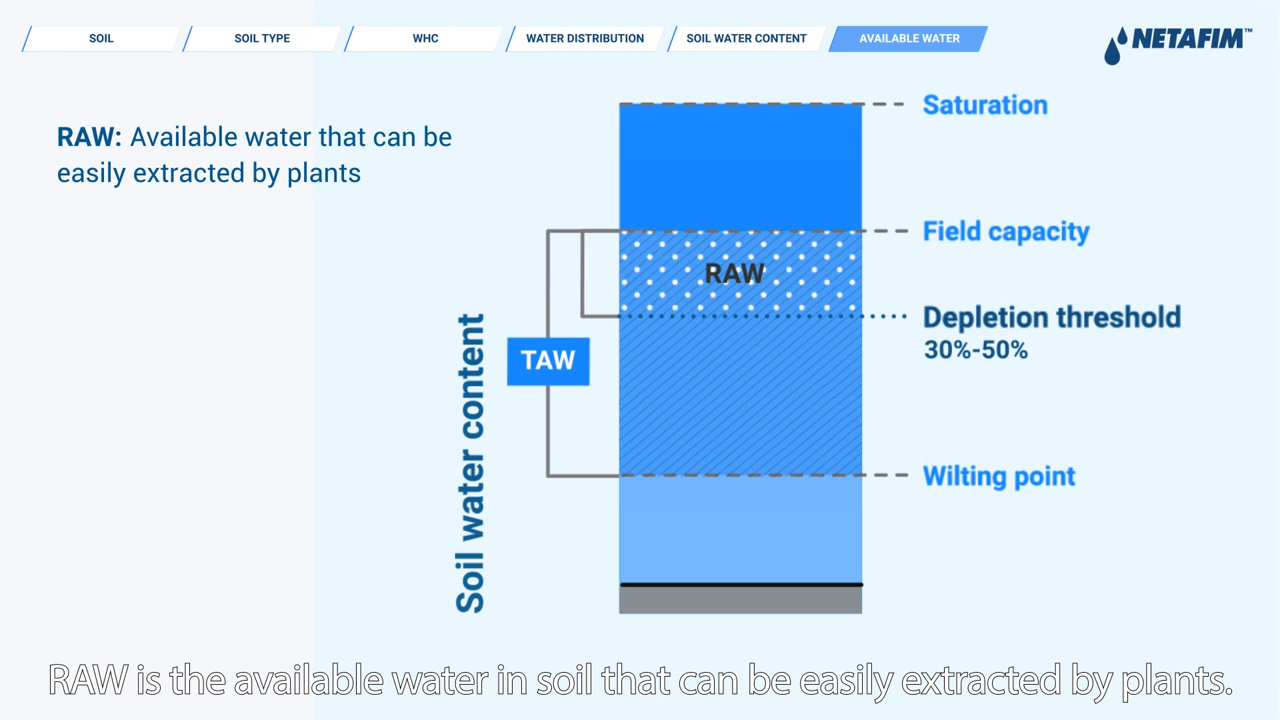 SOIL
SOIL TYPE
WHC
WATER DISTRIBUTION
SOIL WATER CONTENT
AVAILABLE WATER
NETAFIM™
RAW: Available water that can be
easily extracted by plants
Saturation
Field capacity
RAW
Depletion threshold
30%-50%
TAW
Soil water content
Wilting point
RAW is the available water in soil that can be easily extracted by plants.